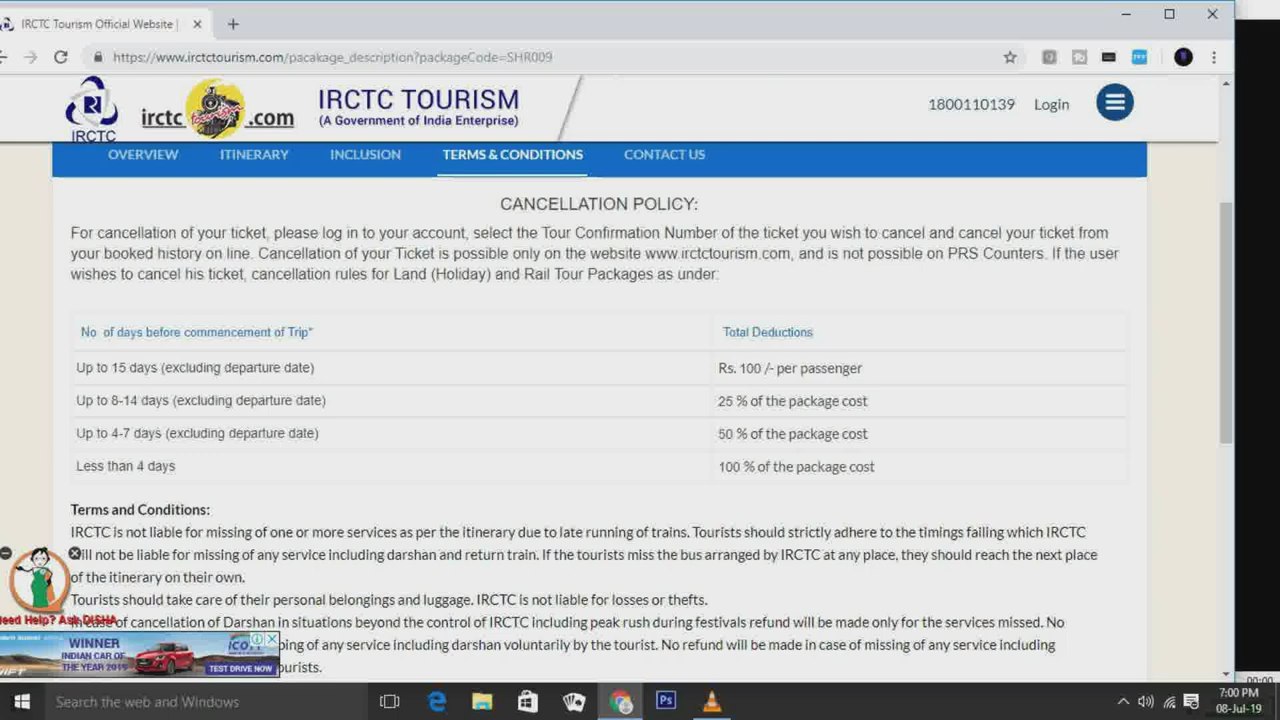 IRCTC Tourism Official Website |
https://www.irctctourism.com/pacakage_description?packageCode=SHR009
IRCTC
irctc
.com
IRCTC TOURISM
(A Government of India Enterprise)
1800110139 Login
OVERVIEW ITINERARY INCLUSION TERMS & CONDITIONS CONTACT US
CANCELLATION POLICY:
For cancellation of your ticket, please log in to your account, select the Tour Confirmation Number of the ticket you wish to cancel and cancel your ticket from
your booked history on line. Cancellation of your Ticket is possible only on the website www.irctctourism.com, and is not possible on PRS Counters. If the user
wishes to cancel his ticket, cancellation rules for Land (Holiday) and Rail Tour Packages as under:
No of days before commencement of Trip* Total Deductions
Up to 15 days (excluding departure date) Rs. 100 /- per passenger
Up to 8-14 days (excluding departure date) 25 % of the package cost
Up to 4-7 days (excluding departure date) 50 % of the package cost
Less than 4 days 100 % of the package cost
Terms and Conditions:
IRCTC is not liable for missing of one or more services as per the itinerary due to late running of trains. Tourists should strictly adhere to the timings failing which IRCTC
ill not be liable for missing of any service including darshan and return train. If the tourists miss the bus arranged by IRCTC at any place, they should reach the next place
of the itinerary on their own.
Tourists should take care of their personal belongings and luggage. IRCTC is not liable for losses or thefts.
In case of cancellation of Darshan in situations beyond the control of IRCTC including peak rush during festivals refund will be made only for the services missed. No
ping of any service including darshan voluntarily by the tourist. No refund will be made in case of missing of any service including
ourists.
eed Help? Ask DISHA
WINNER
INDIAN CAR OF
THE YEAR 2019
TEST DRIVE NOW
Search the web and Windows
Ps
00:00
7:00 PM
08-Jul-19